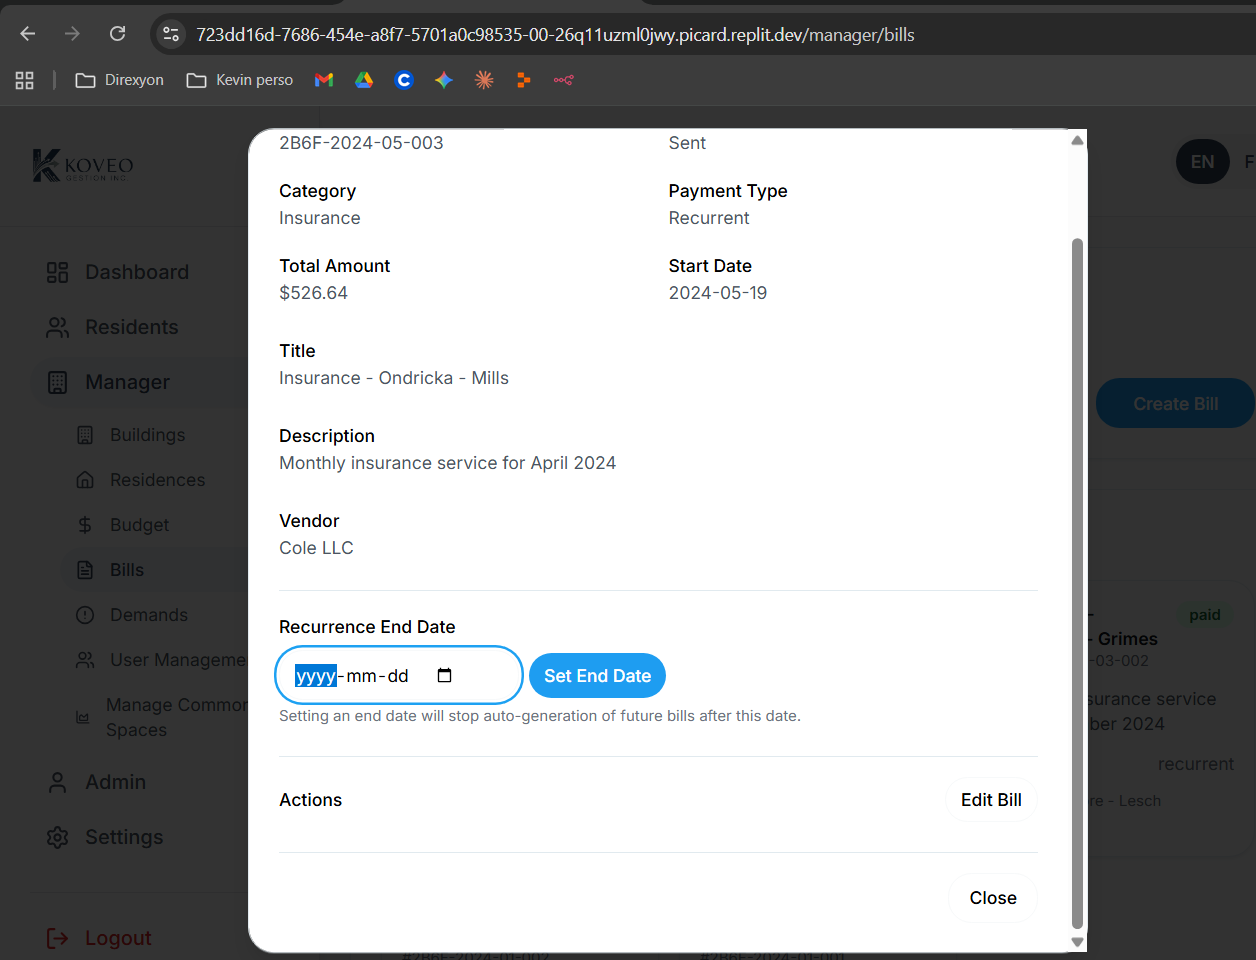 723dd16d-7686-454e-a8f7-5701a0c98535-00-26q11uzml0jwy.picard.replit.dev/manager/bills
Direxyon
Kevin perso
KOVEO
GESTION INC.
EN
F
2B6F-2024-05-003
Sent
Category
Payment Type
Insurance
Recurrent
Total Amount
Start Date
$526.64
2024-05-19
Title
Insurance - Ondricka - Mills
Description
Monthly insurance service for April 2024
Vendor
Cole LLC
Recurrence End Date
yyyy-mm-dd
Set End Date
Setting an end date will stop auto-generation of future bills after this date.
Actions
Edit Bill
Close
Dashboard
Residents
Manager
Buildings
Residences
Budget
Bills
Demands
User Manageme
Manage Common
Spaces
Admin
Settings
Logout
Create Bill
paid
- Grimes
-03-002
surance service
ber 2024
recurrent
re - Lesch
#2B6F-2024-01-002
#2B6F-2024-01-001